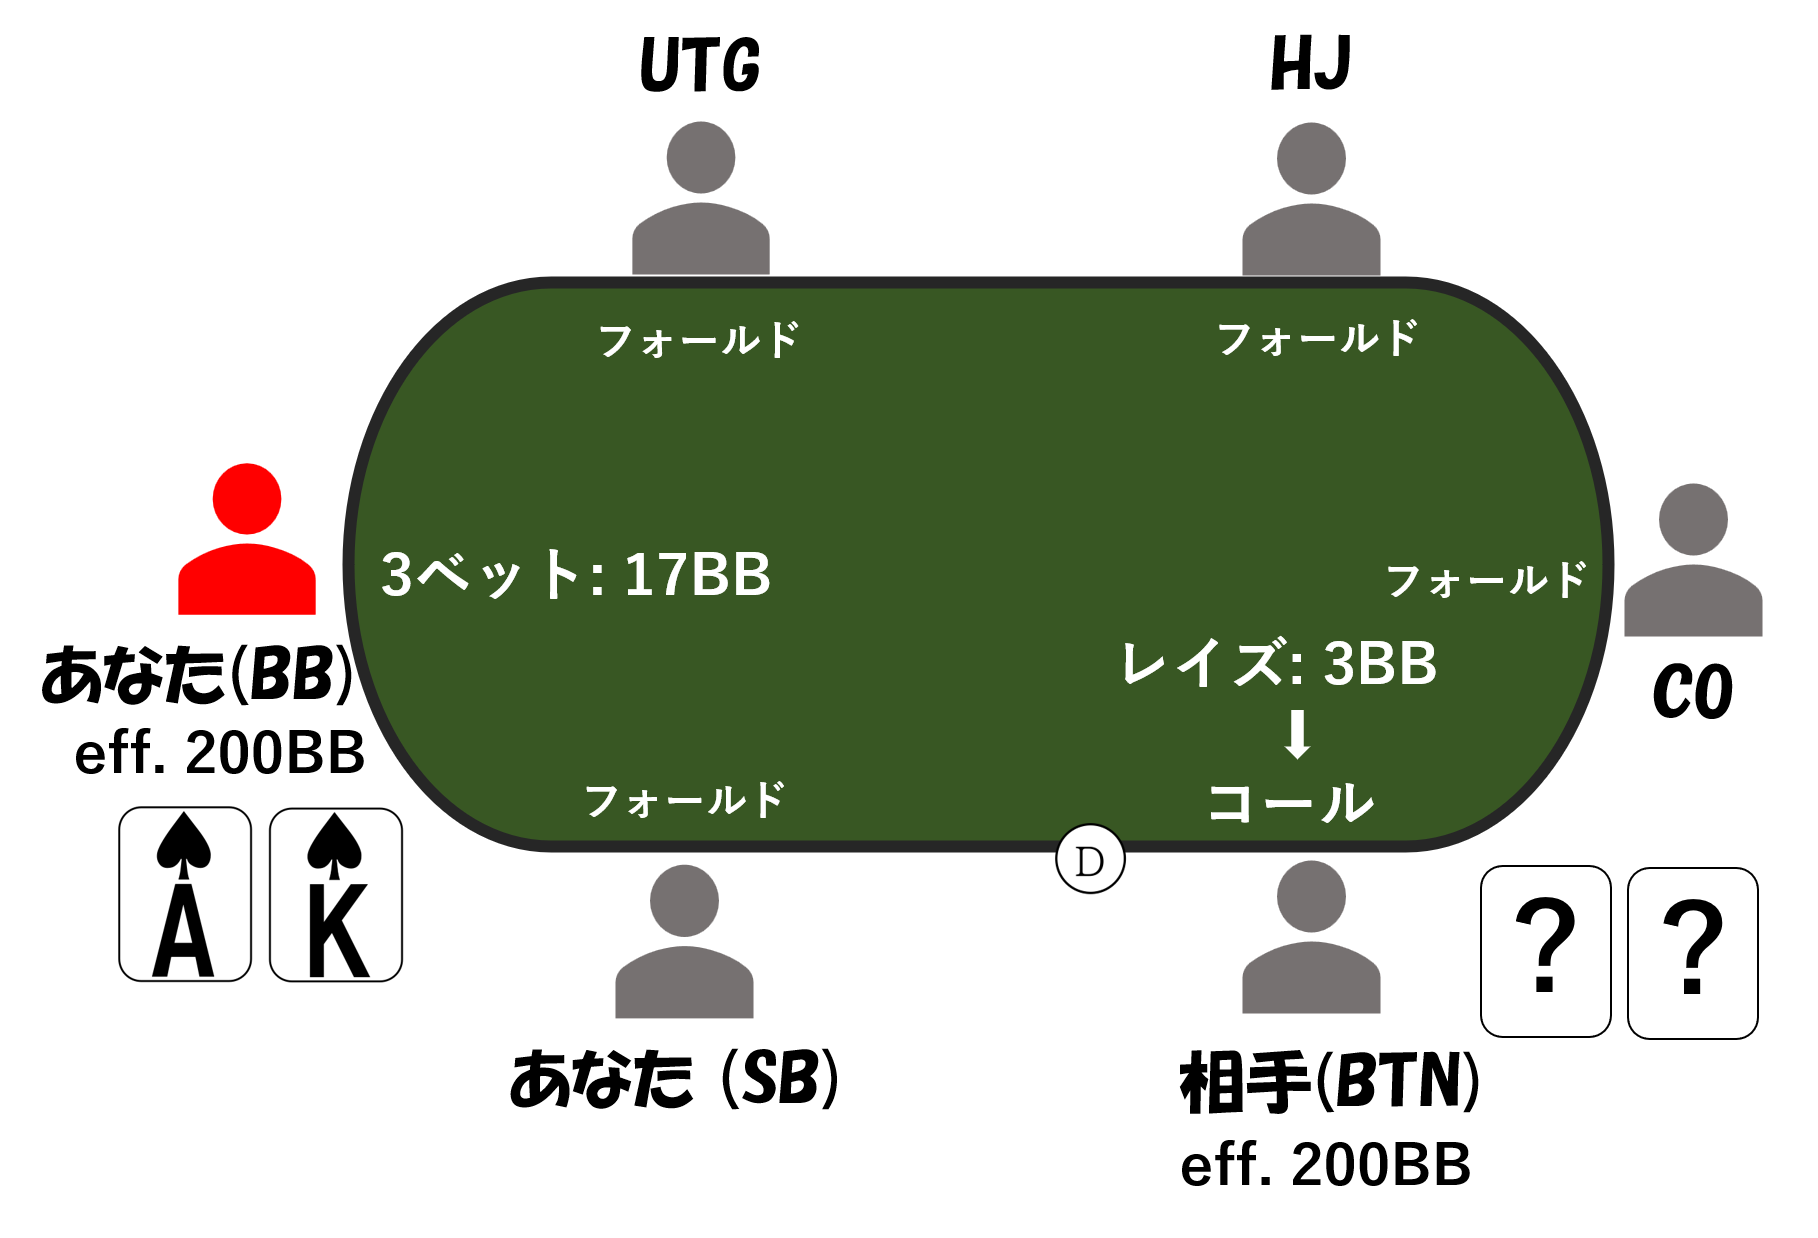 UTG
HJ
フォールド
フォールド
3ベット: 17BB
フォールド
レイズ: 3BB
あなた(BB)
CO
eff. 200BB
フォールド
コール
A
K
D
?
?
あなた (SB)
相手(BTN)
eff. 200BB